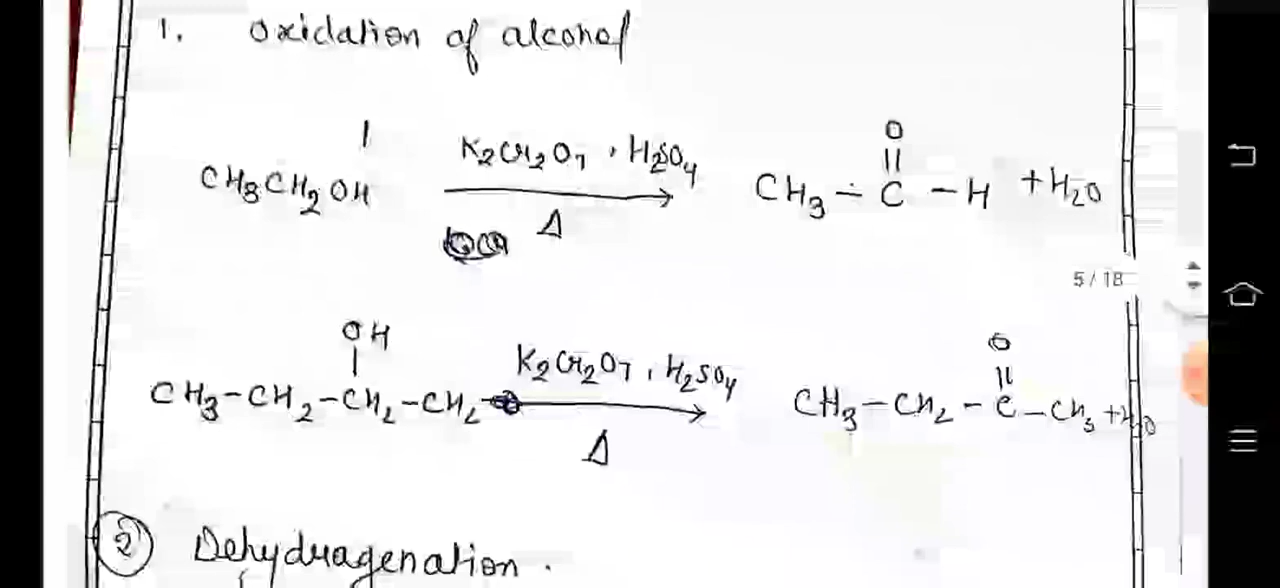 1. Oxidation of alcohol
CH3CH2OH K2Cr2O7, H2SO4 Δ CH3-C-H +H2O
O
||
5/18
OH
|
CH3-CH2-CH2-CH2 K2Cr2O7, H2SO4 Δ CH3-CH2-C-CH3+H2O
O
||
2 Dehydragenation.